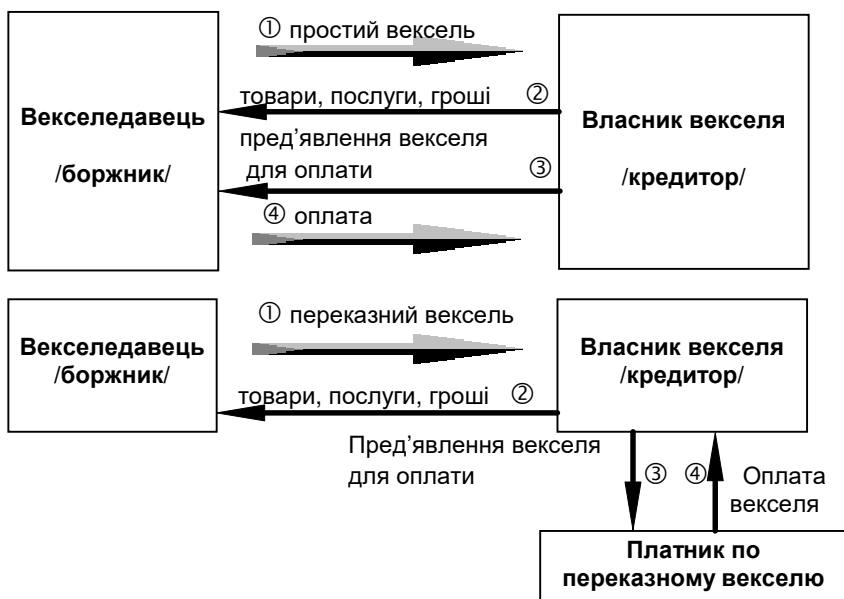 ① простий вексель
товари, послуги, гроші ②
Векселедавець
/боржник/
Власник векселя
/кредитор/
пред’явлення векселя
для оплати ③
④ оплата
① переказний вексель
Векселедавець
/боржник/
Власник векселя
/кредитор/
товари, послуги, гроші ②
Пред’явлення векселя
для оплати
③ ④ Оплата
векселя
Платник по
переказному векселю